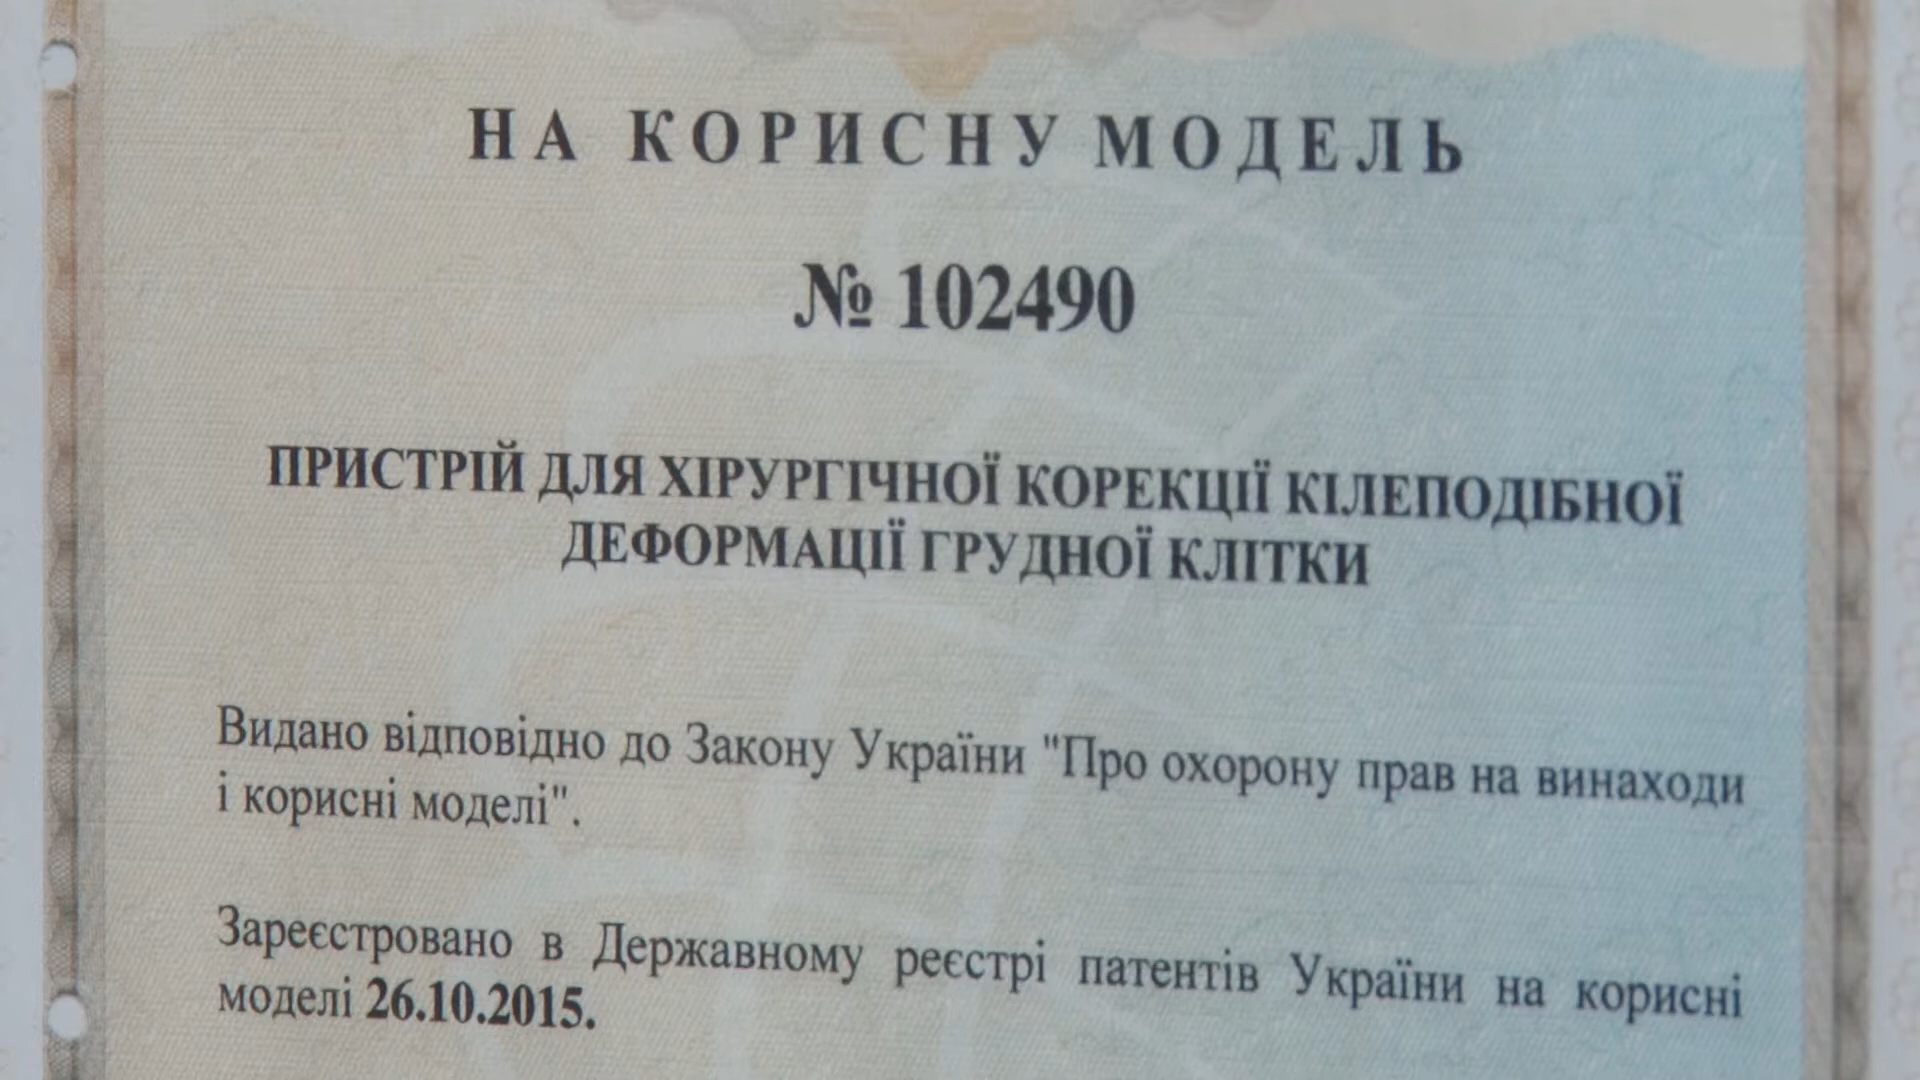 НА КОРИСНУ МОДЕЛЬ
№ 102490
ПРИСТРІЙ ДЛЯ ХІРУРГІЧНОЇ КОРЕКЦІЇ КІЛЕПОДІБНОЇ
ДЕФОРМАЦІЇ ГРУДНОЇ КЛІТКИ
Видано відповідно до Закону України "Про охорону прав на винаходи
і корисні моделі".
Зареєстровано в Державному реєстрі патентів України на корисні
моделі 26.10.2015.